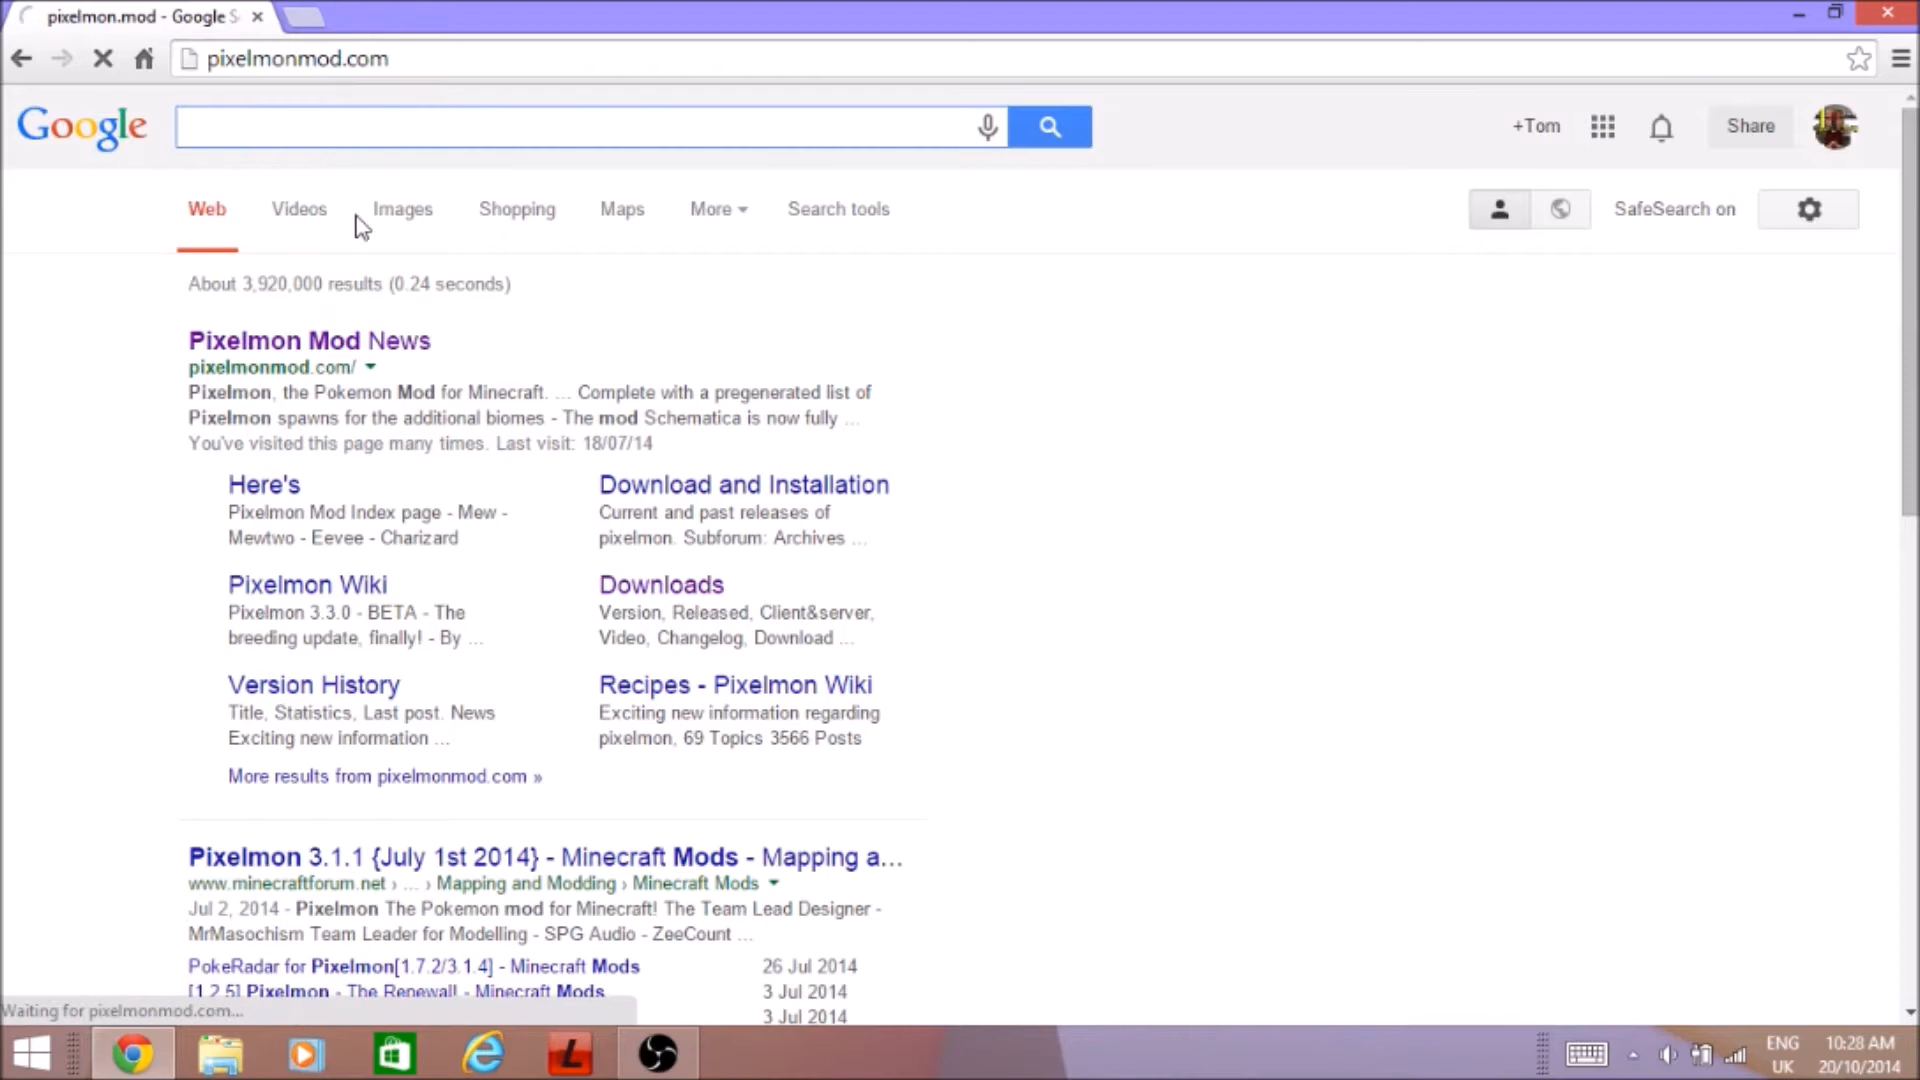 pixelmon.mod - Google S
pixelmonmod.com
Google
+Tom
Share
Web Videos Images Shopping Maps More Search tools
SafeSearch on
About 3,920,000 results (0.24 seconds)
Pixelmon Mod News
pixelmonmod.com/
Pixelmon, the Pokemon Mod for Minecraft. ... Complete with a pregenerated list of
Pixelmon spawns for the additional biomes - The mod Schematica is now fully ...
You've visited this page many times. Last visit: 18/07/14
Here's
Pixelmon Mod Index page - Mew -
Mewtwo - Eevee - Charizard
Download and Installation
Current and past releases of
pixelmon. Subforum: Archives ...
Pixelmon Wiki
Pixelmon 3.3.0 - BETA - The
breeding update, finally! - By ...
Downloads
Version, Released, Client&server,
Video, Changelog, Download ...
Version History
Title, Statistics, Last post. News
Exciting new information ...
Recipes - Pixelmon Wiki
Exciting new information regarding
pixelmon, 69 Topics 3566 Posts
More results from pixelmonmod.com »
Pixelmon 3.1.1 {July 1st 2014} - Minecraft Mods - Mapping a...
www.minecraftforum.net › ... › Mapping and Modding › Minecraft Mods
Jul 2, 2014 - Pixelmon The Pokemon mod for Minecraft! The Team Lead Designer -
MrMasochism Team Leader for Modelling - SPG Audio - ZeeCount ...
PokeRadar for Pixelmon[1.7.2/3.1.4] - Minecraft Mods 26 Jul 2014
[1.2.5] Pixelmon - The Renewal! - Minecraft Mods 3 Jul 2014
3 Jul 2014
Waiting for pixelmonmod.com...
ENG 10:28 AM
UK 20/10/2014